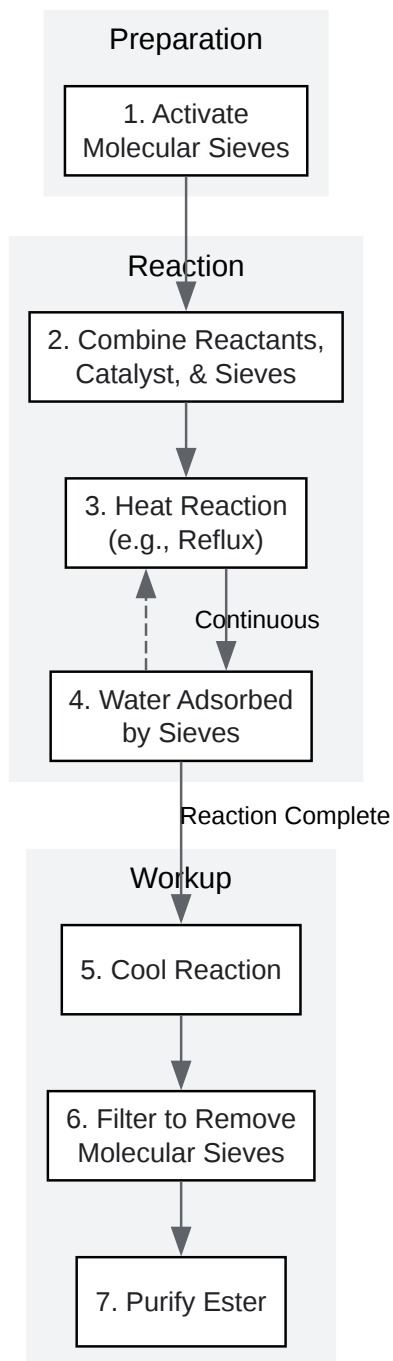 Preparation
1. Activate
Molecular Sieves
Reaction
2. Combine Reactants,
Catalyst, & Sieves
3. Heat Reaction
(e.g., Reflux)
Continuous
4. Water Adsorbed
by Sieves
Reaction Complete
Workup
5. Cool Reaction
6. Filter to Remove
Molecular Sieves
7. Purify Ester